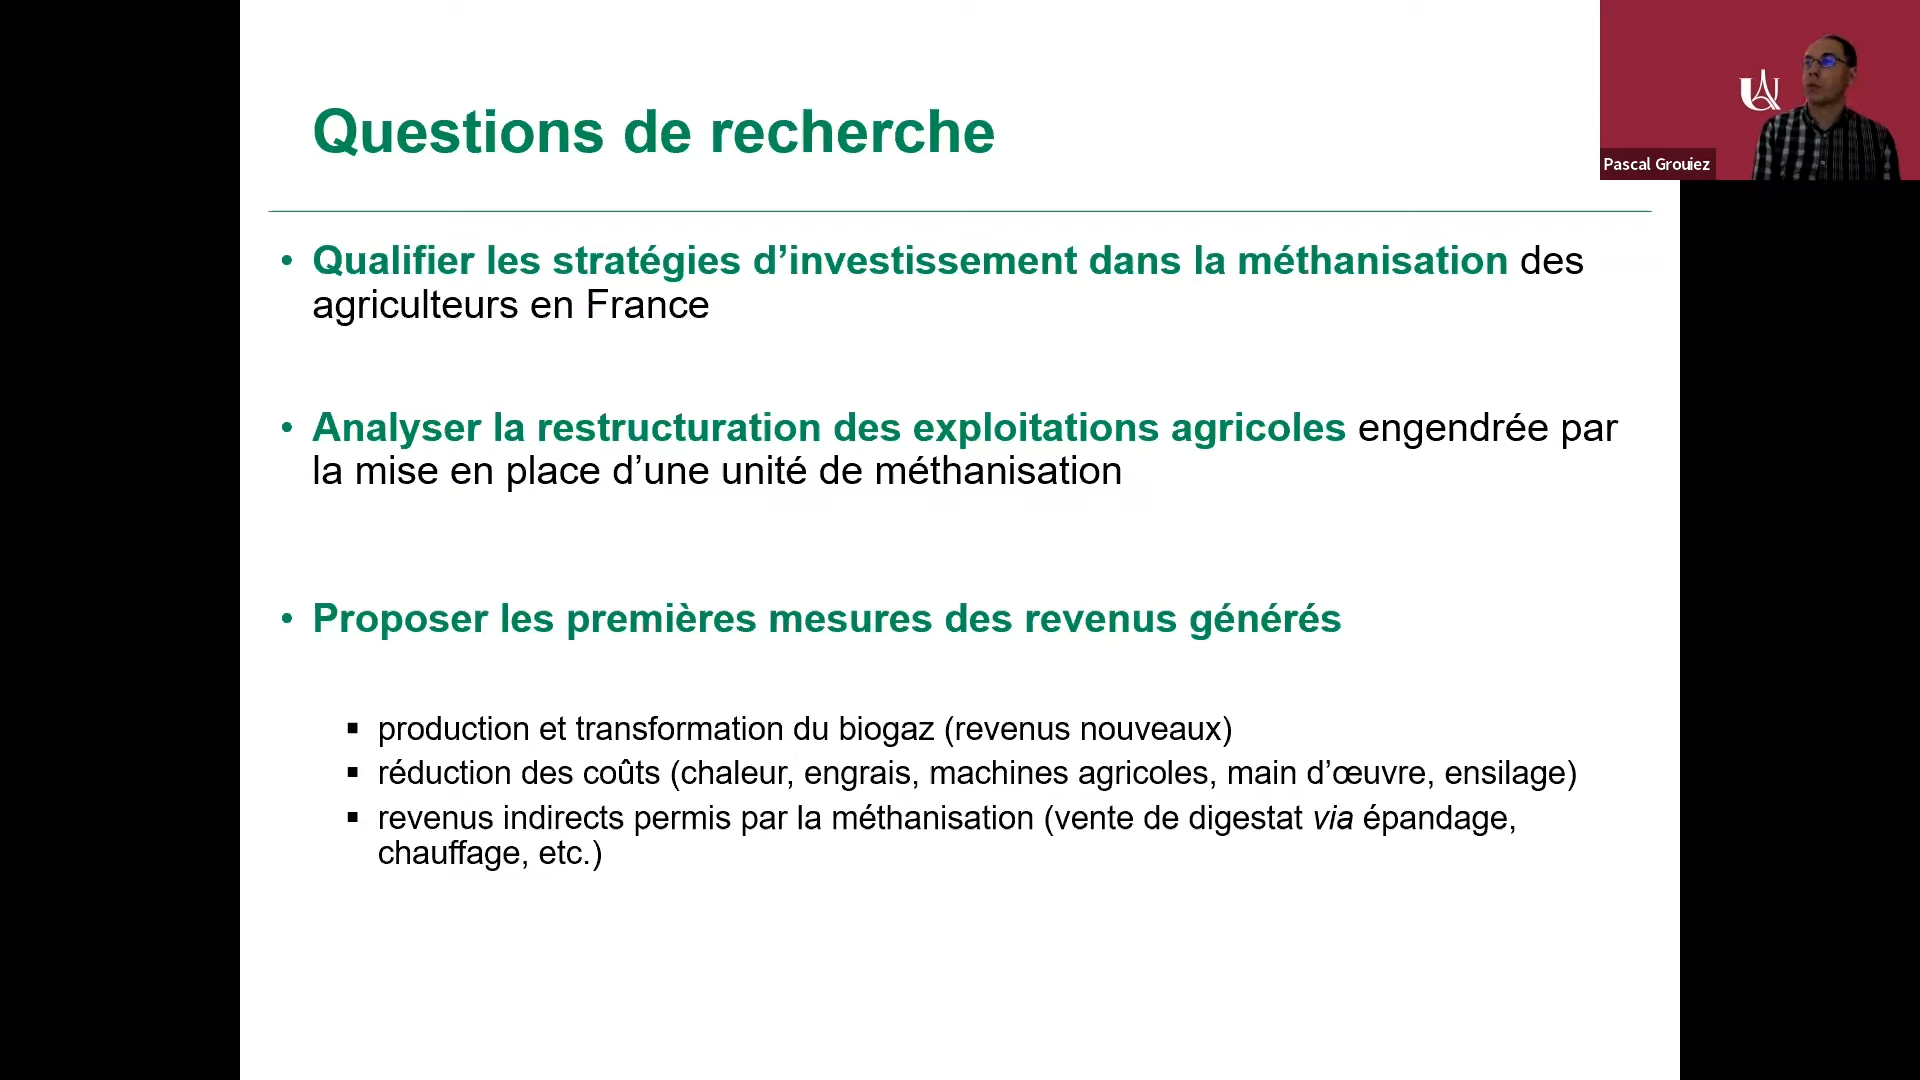 Questions de recherche
Pascal Grouiez
• Qualifier les stratégies d’investissement dans la méthanisation des
agriculteurs en France
• Analyser la restructuration des exploitations agricoles engendrée par
la mise en place d’une unité de méthanisation
• Proposer les premières mesures des revenus générés
▪ production et transformation du biogaz (revenus nouveaux)
▪ réduction des coûts (chaleur, engrais, machines agricoles, main d’œuvre, ensilage)
▪ revenus indirects permis par la méthanisation (vente de digestat via épandage,
chauffage, etc.)